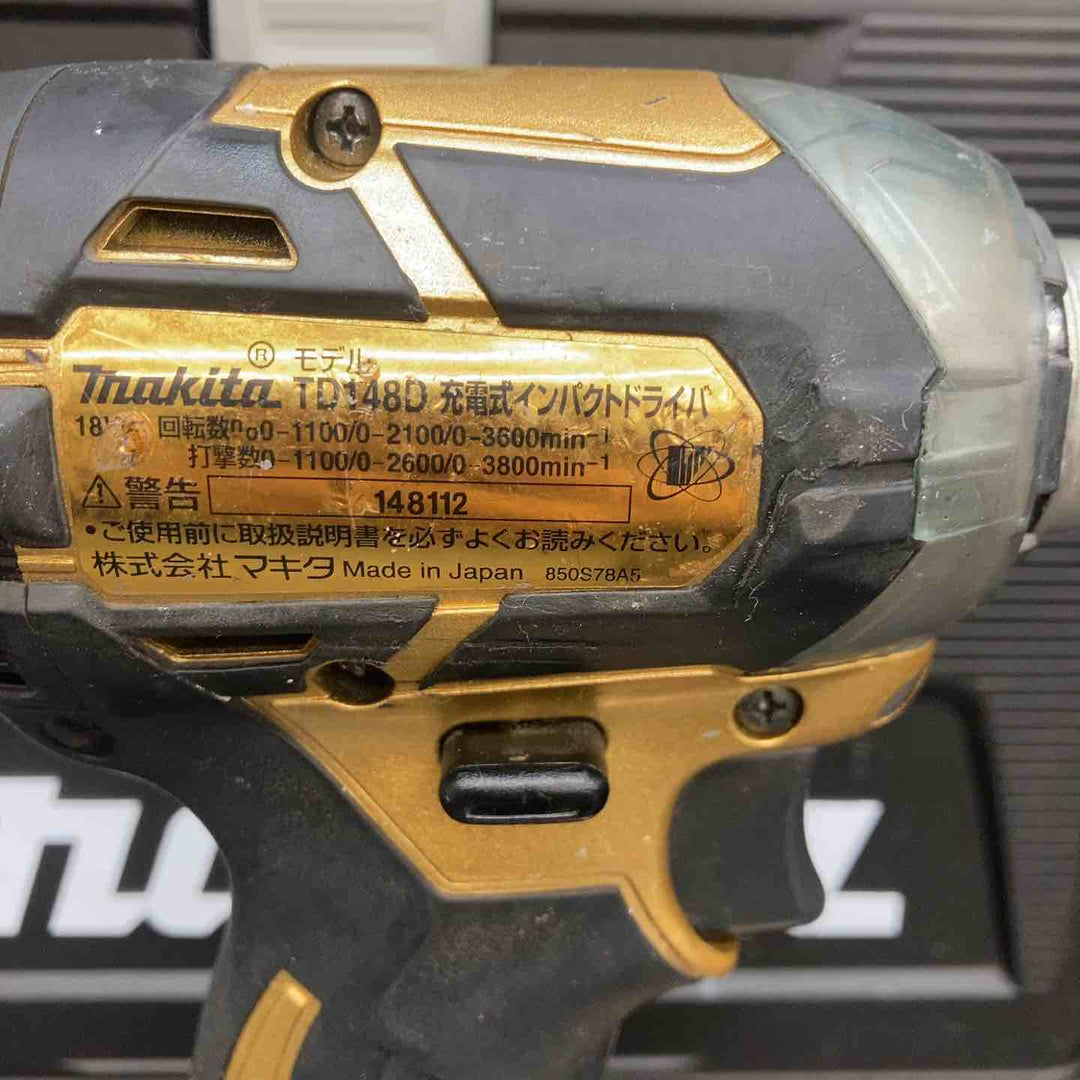 makita ® モデル TD148D 充電式インパクトドライバ
18V 回転数n₀0-1100/0-2100/0-3600min⁻¹
打撃数0-1100/0-2600/0-3800min⁻¹
⚠警告 148112
•ご使用前に取扱説明書を必ずよくお読みください。
株式会社マキタ Made in Japan 850S78A5